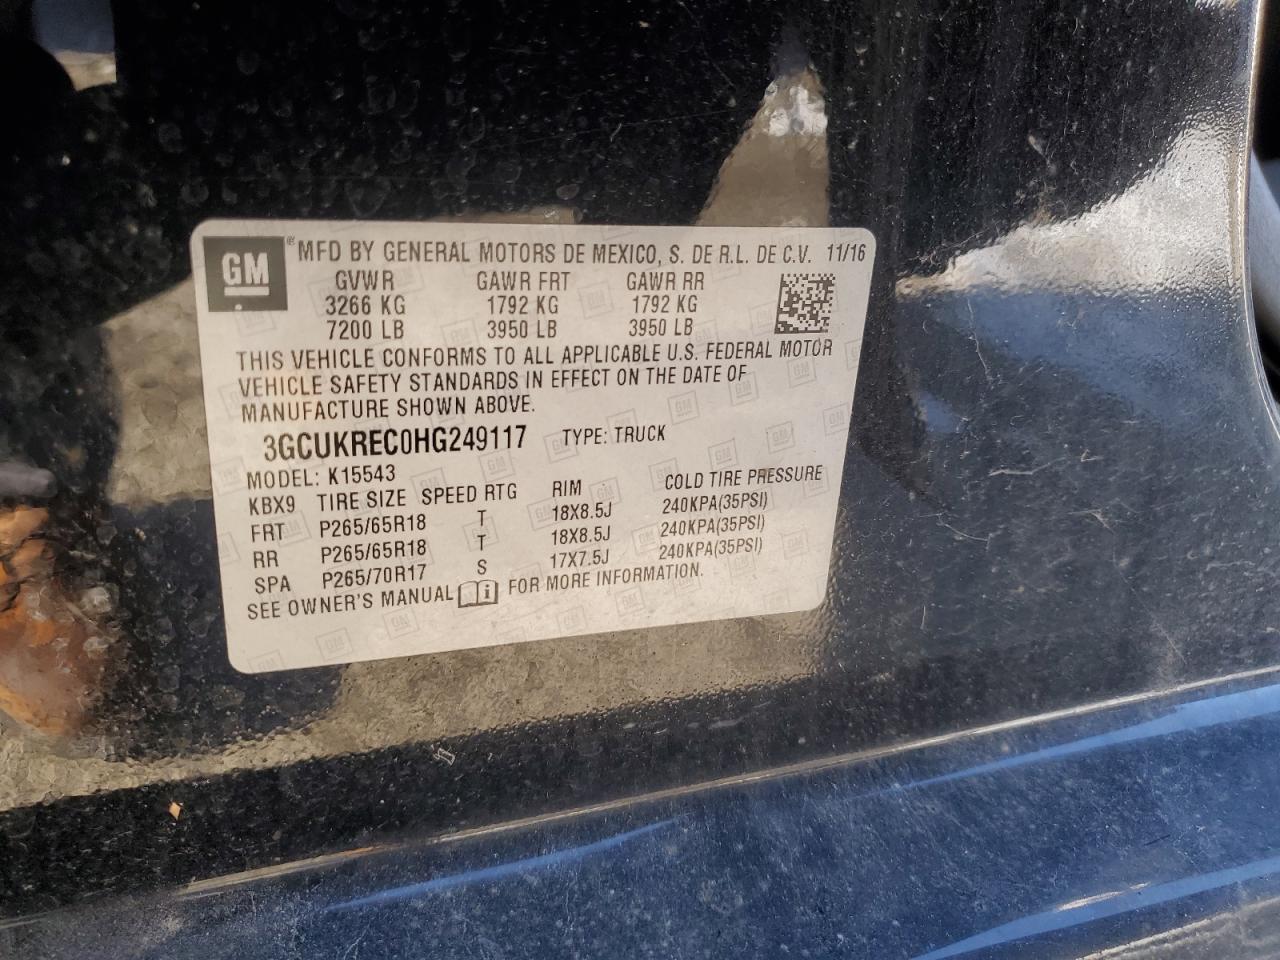 GM ® MFD BY GENERAL MOTORS DE MEXICO, S. DE R.L. DE C.V. 11/16
GVWR GAWR FRT GAWR RR
3266 KG 1792 KG 1792 KG
7200 LB 3950 LB 3950 LB
THIS VEHICLE CONFORMS TO ALL APPLICABLE U.S. FEDERAL MOTOR
VEHICLE SAFETY STANDARDS IN EFFECT ON THE DATE OF
MANUFACTURE SHOWN ABOVE.
3GCUKREC0HG249117 TYPE: TRUCK
MODEL: K15543
KBX9 TIRE SIZE SPEED RTG RIM COLD TIRE PRESSURE
FRT P265/65R18 T 18X8.5J 240KPA(35PSI)
RR P265/65R18 T 18X8.5J 240KPA(35PSI)
SPA P265/70R17 S 17X7.5J 240KPA(35PSI)
SEE OWNER'S MANUAL i FOR MORE INFORMATION.